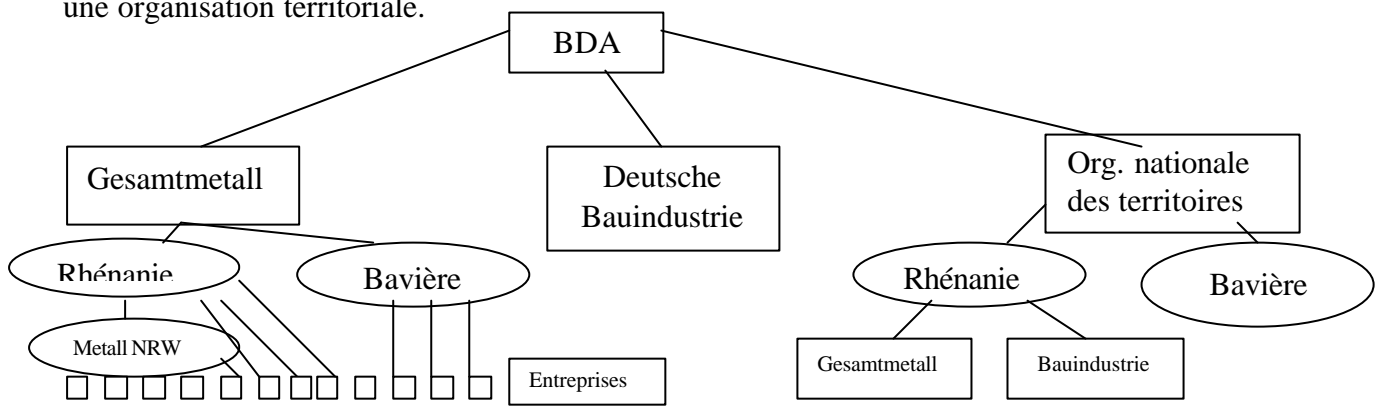 une organisation territoriale.
BDA
Gesamtmetall
Deutsche
Bauindustrie
Org. nationale
des territoires
Rhénanie
Bavière
Rhénanie
Bavière
Metall NRW
Entreprises
Gesamtmetall
Bauindustrie